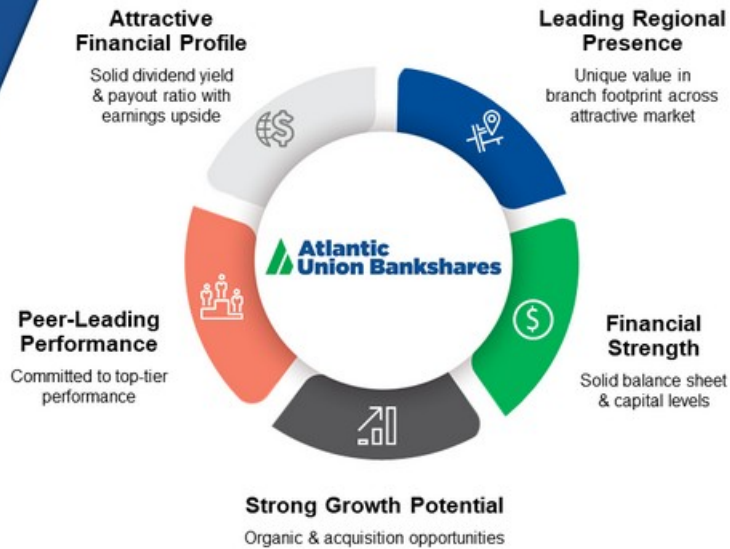 Attractive
Financial Profile
Solid dividend yield
& payout ratio with
earnings upside
Leading Regional
Presence
Unique value in
branch footprint across
attractive market
Atlantic
Union Bankshares
Peer-Leading
Performance
Committed to top-tier
performance
Financial
Strength
Solid balance sheet
& capital levels
Strong Growth Potential
Organic & acquisition opportunities